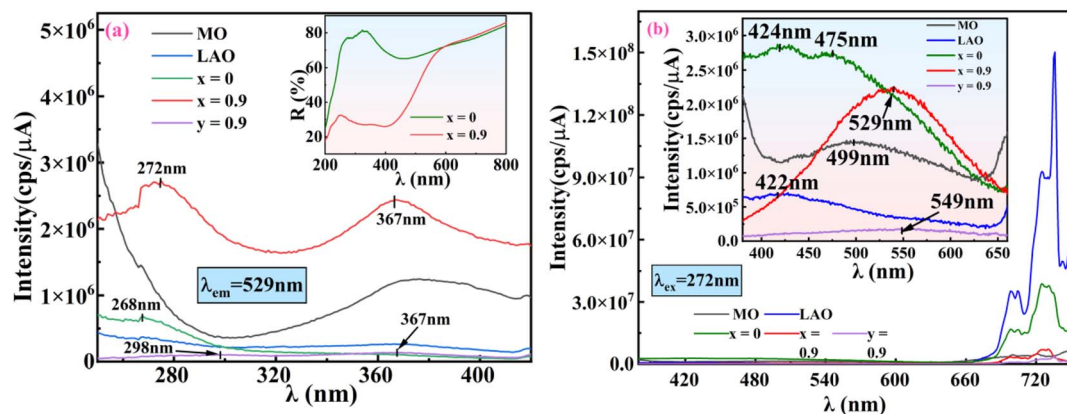 (a)
MO
LAO
x = 0
x = 0.9
y = 0.9
R (%)
80
60
40
20
200 400 600 800
λ (nm)
x = 0
x = 0.9
Intensity(cps/μA)
5×10⁶
4×10⁶
3×10⁶
2×10⁶
1×10⁶
0
272nm
367nm
λem=529nm
268nm
298nm
367nm
280 320 360 400
λ (nm)
(b)
Intensity(cps/μA)
1.5×10⁸
1.2×10⁸
9.0×10⁷
6.0×10⁷
3.0×10⁷
0.0
Intensity(cps/μA)
3.0×10⁶
2.5×10⁶
2.0×10⁶
1.5×10⁶
1.0×10⁶
5.0×10⁵
0.0
424nm
475nm
529nm
499nm
422nm
549nm
MO
LAO
x = 0
x = 0.9
y = 0.9
400 450 500 550 600 650
λ (nm)
λex=272nm
MO LAO
x = 0 x = y =
0.9 0.9
420 480 540 600 660 720
λ (nm)